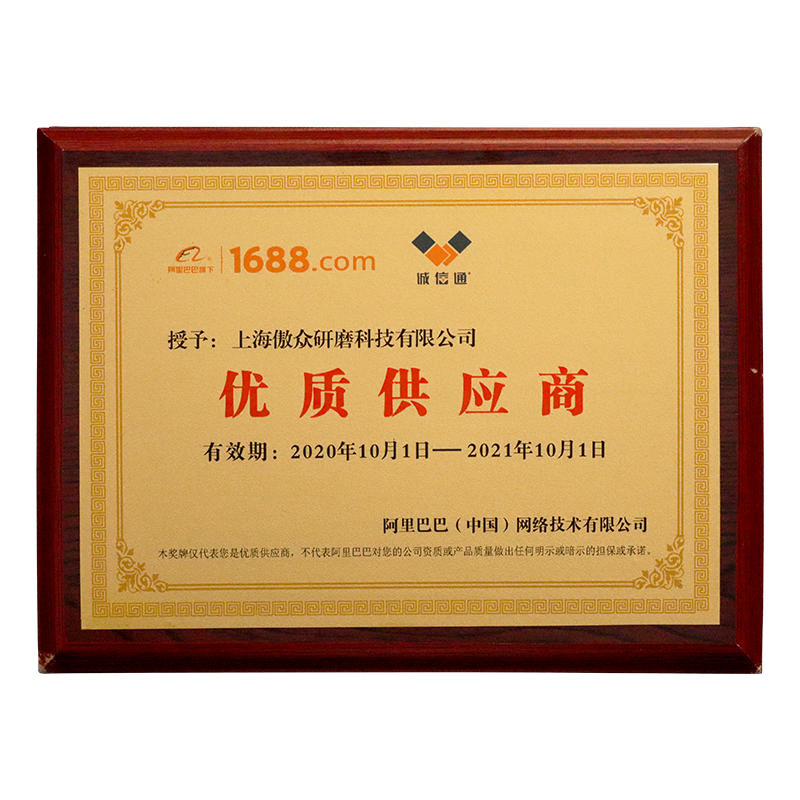 阿里巴巴旗下 1688.com 诚信通®
授予：上海傲众研磨科技有限公司
优质供应商
有效期：2020年10月1日——2021年10月1日
阿里巴巴（中国）网络技术有限公司
本奖牌仅代表您是优质供应商，不代表阿里巴巴对您的公司资质或产品质量做出任何明示或暗示的担保或承诺。